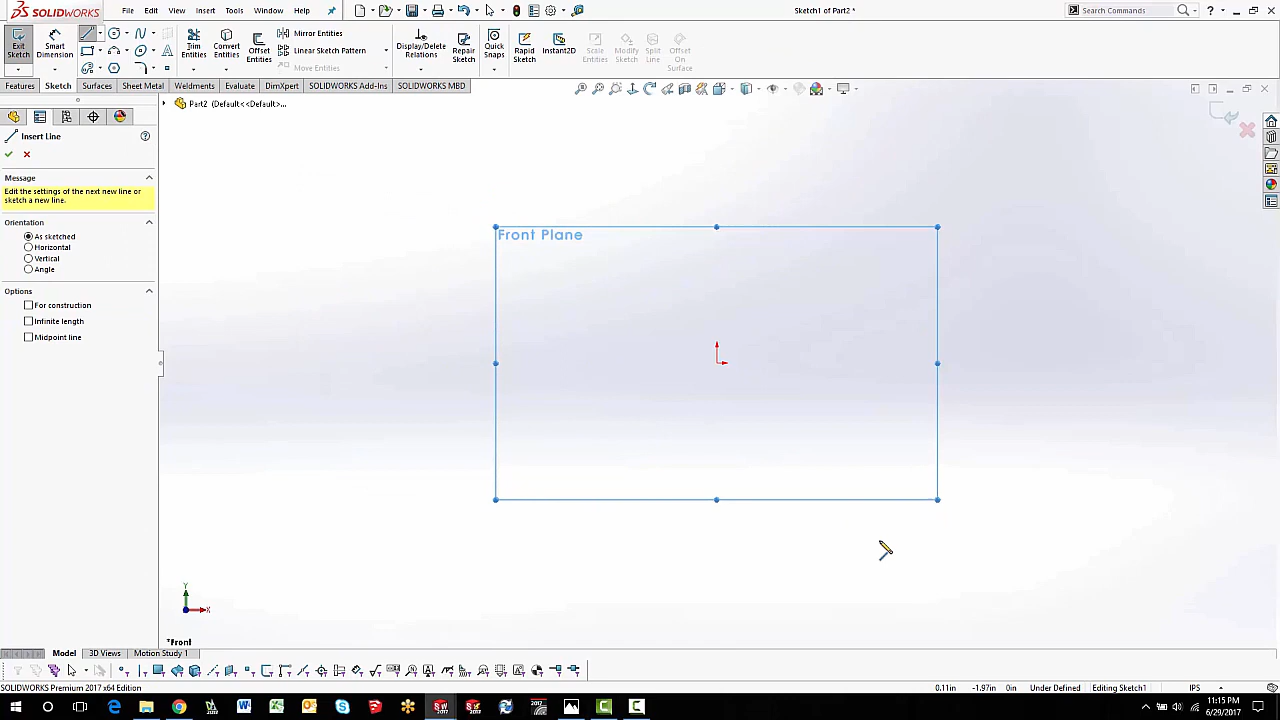 SOLIDWORKS File Edit View Insert Tools Window Help Sketch1 of Part2 * Search Commands
Exit Sketch Smart Dimension Trim Entities Convert Entities Offset Entities Mirror Entities Linear Sketch Pattern Move Entities Display/Delete Relations Repair Sketch Quick Snaps Rapid Sketch Instant2D Scale Entities Modify Sketch Split Line Offset On Surface
Features Sketch Surfaces Sheet Metal Weldments Evaluate DimXpert SOLIDWORKS Add-Ins SOLIDWORKS MBD
Part2 (Default<<Default>...
Insert Line
Message
Edit the settings of the next new line or
sketch a new line.
Orientation
As sketched
Horizontal
Vertical
Angle
Options
For construction
Infinite length
Midpoint line
Front Plane
Y
X
*Front
Model 3D Views Motion Study 1
SOLIDWORKS Premium 2017 x64 Edition 0.11in -1.97in 0in Under Defined Editing Sketch1 IPS
11:15 PM
6/29/2017